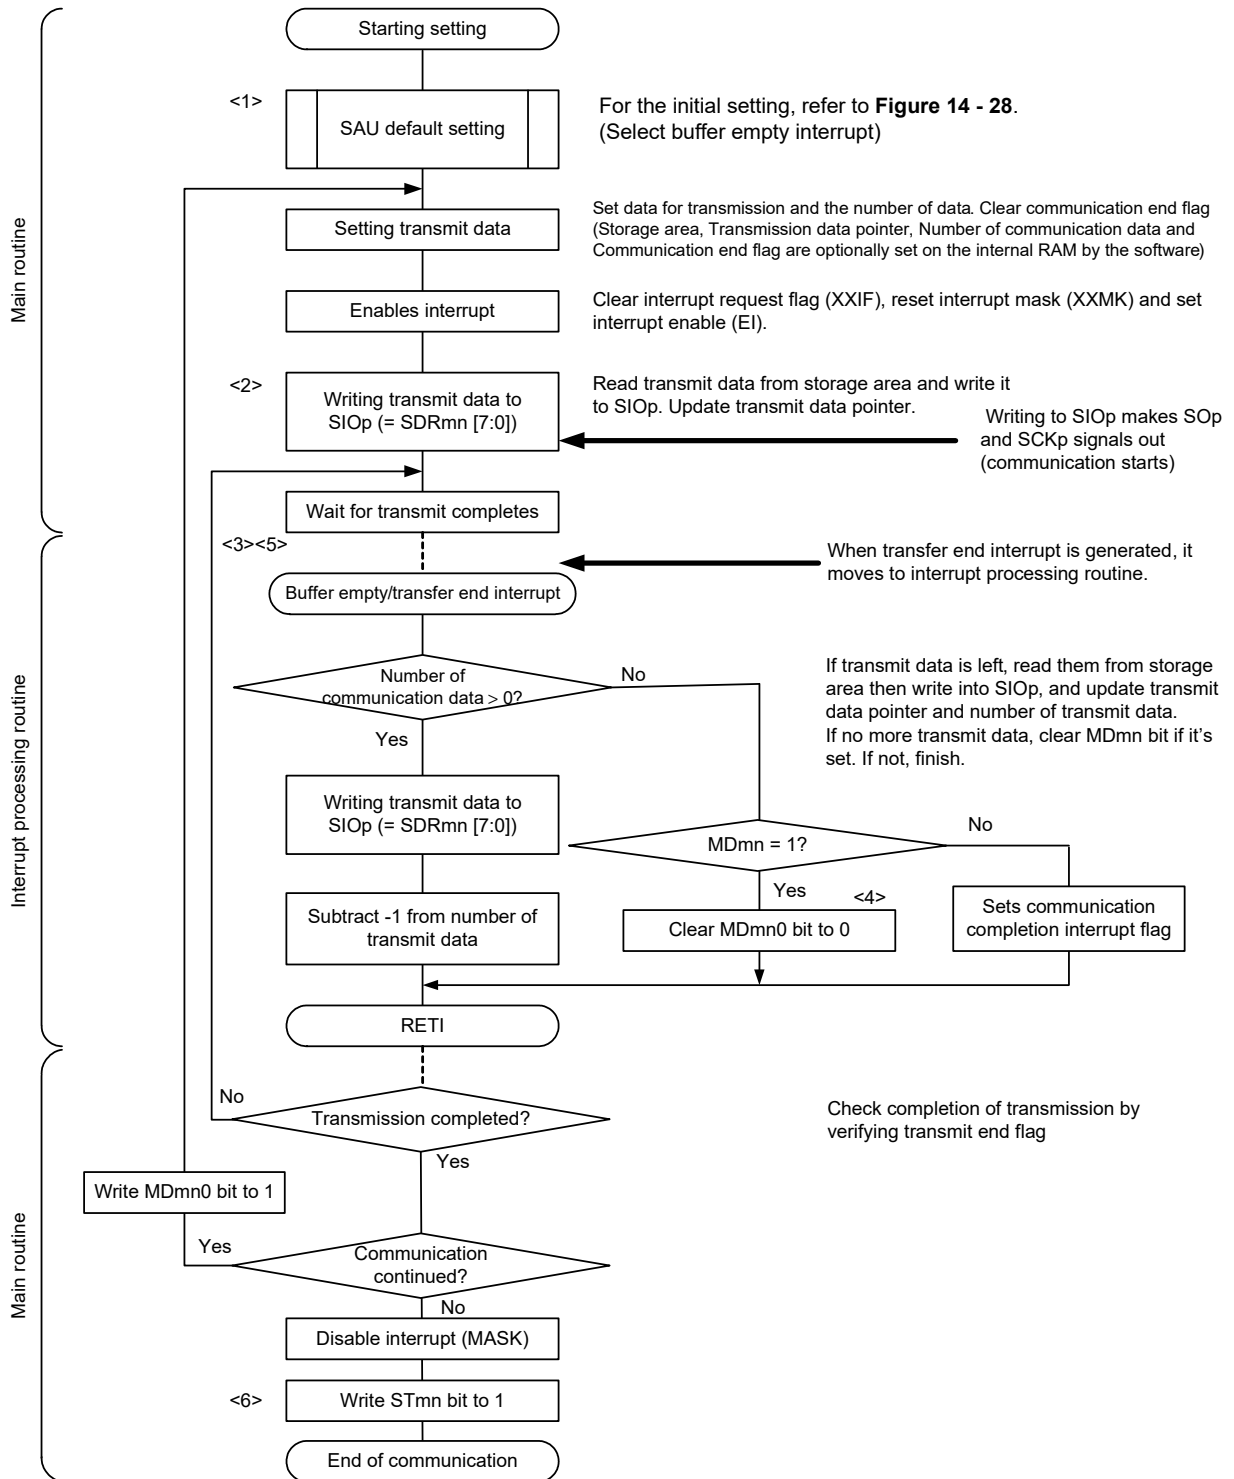 Starting setting
<1>
SAU default setting
For the initial setting, refer to Figure 14 - 28.
(Select buffer empty interrupt)
Main routine
Setting transmit data
Set data for transmission and the number of data. Clear communication end flag
(Storage area, Transmission data pointer, Number of communication data and
Communication end flag are optionally set on the internal RAM by the software)
Enables interrupt
Clear interrupt request flag (XXIF), reset interrupt mask (XXMK) and set
interrupt enable (EI).
<2>
Writing transmit data to
SIOp (= SDRmn [7:0])
Read transmit data from storage area and write it
to SIOp. Update transmit data pointer.
Writing to SIOp makes SOp
and SCKp signals out
(communication starts)
Wait for transmit completes
<3><5>
When transfer end interrupt is generated, it
moves to interrupt processing routine.
Buffer empty/transfer end interrupt
Interrupt processing routine
Number of
communication data > 0?
No
If transmit data is left, read them from storage
area then write into SIOp, and update transmit
data pointer and number of transmit data.
If no more transmit data, clear MDmn bit if it's
set. If not, finish.
Yes
Writing transmit data to
SIOp (= SDRmn [7:0])
MDmn = 1?
No
Yes
<4>
Subtract -1 from number of
transmit data
Clear MDmn0 bit to 0
Sets communication
completion interrupt flag
RETI
Main routine
No
Transmission completed?
Check completion of transmission by
verifying transmit end flag
Yes
Write MDmn0 bit to 1
Yes
Communication
continued?
No
Disable interrupt (MASK)
<6>
Write STmn bit to 1
End of communication